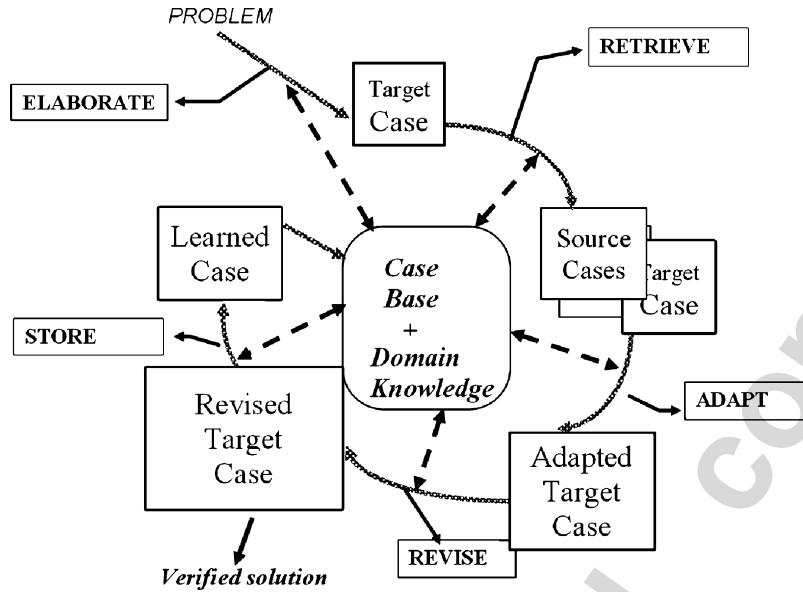 PROBLEM
RETRIEVE
ELABORATE
Target
Case
Learned
Case
Source
Cases
Target
Case
Case
Base
+
Domain
Knowledge
STORE
ADAPT
Revised
Target
Case
Adapted
Target
Case
REVISE
Verified solution